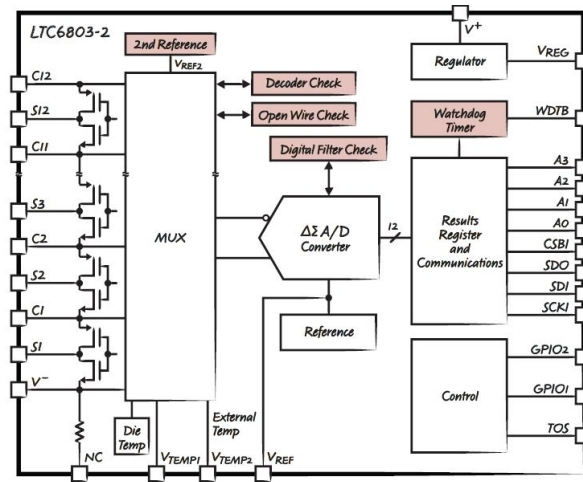 LTC6803-2
2nd Reference
VREF2
Decoder Check
Open Wire Check
Digital Filter Check
V+
Regulator
VREG
Watchdog
Timer
WDTB
C12
S12
C11
S3
C2
S2
C1
S1
V−
NC
MUX
ΔΣ A/D
Converter
12
Reference
Results
Register
and
Communications
A3
A2
A1
A0
CSBI
SDO
SDI
SCKI
Control
GPIO2
GPIO1
TOS
Die
Temp
External
Temp
VTEMP1
VTEMP2
VREF